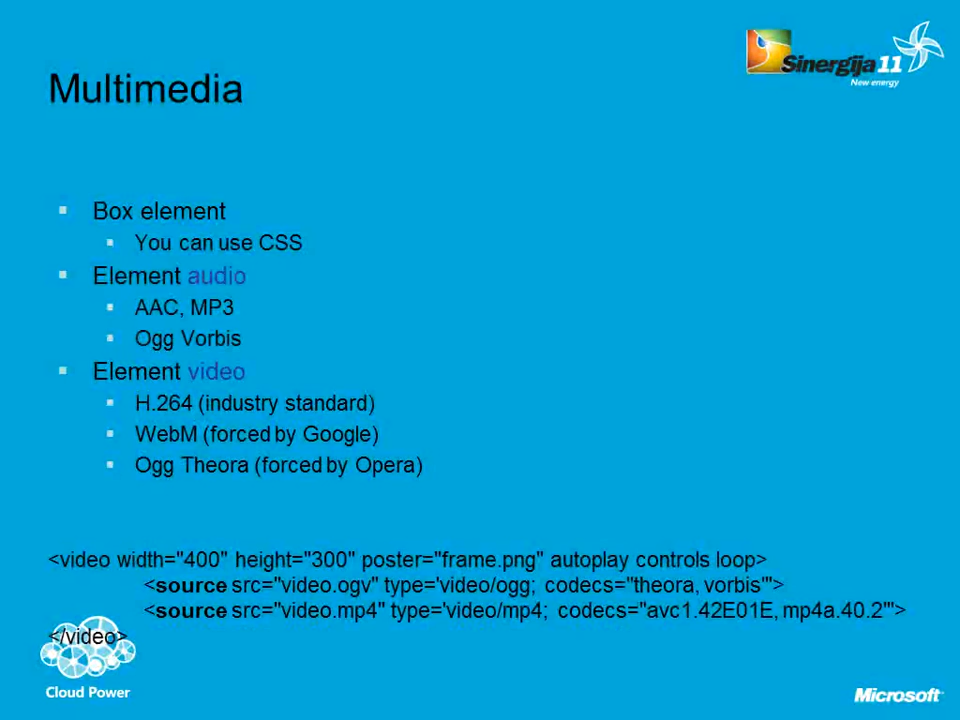 Sinergija 11
New energy
Multimedia
Box element
You can use CSS
Element audio
AAC, MP3
Ogg Vorbis
Element video
H.264 (industry standard)
WebM (forced by Google)
Ogg Theora (forced by Opera)
<video width="400" height="300" poster="frame.png" autoplay controls loop>
<source src="video.ogv" type='video/ogg; codecs="theora, vorbis"'>
<source src="video.mp4" type='video/mp4; codecs="avc1.42E01E, mp4a.40.2"'>
</video>
Cloud Power
Microsoft